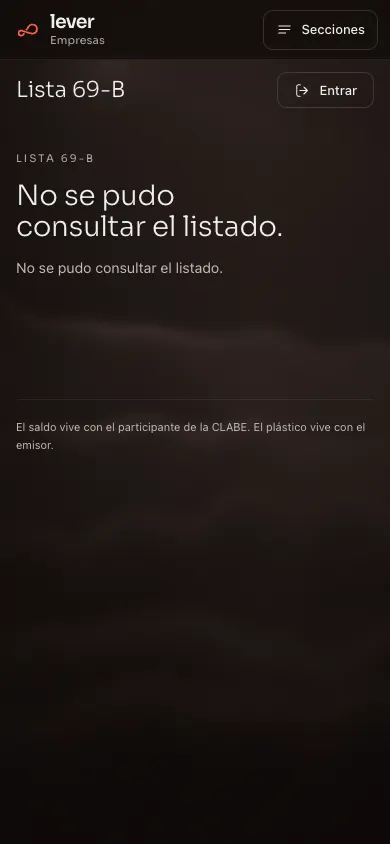 lever
Empresas
Secciones
Lista 69-B
Entrar
LISTA 69-B
No se pudo
consultar el listado.
No se pudo consultar el listado.
El saldo vive con el participante de la CLABE. El plástico vive con el
emisor.